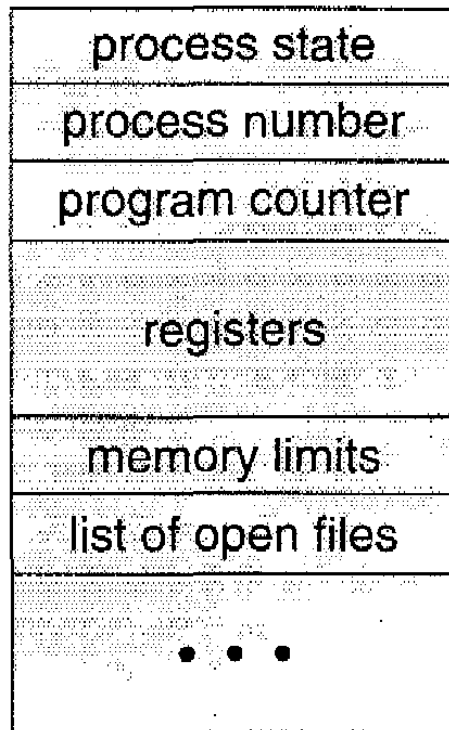 process state
process number
program counter
registers
memory limits
list of open files
• • •